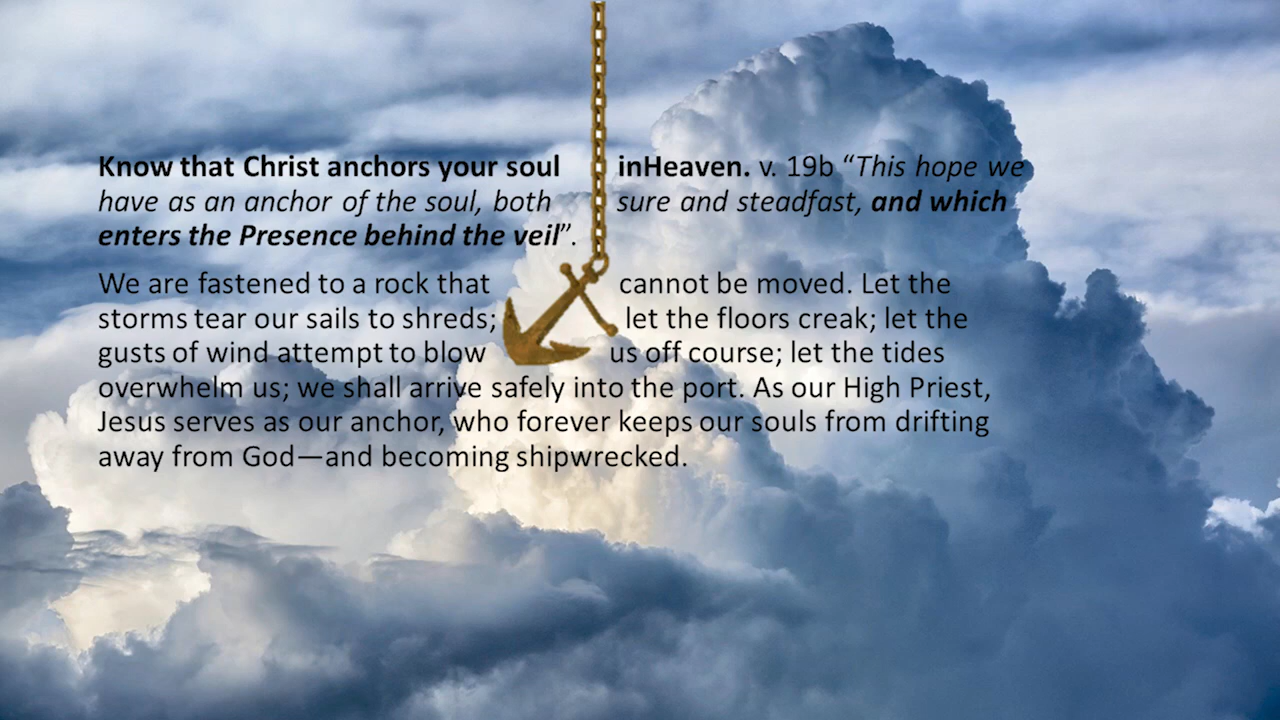 Know that Christ anchors your soul inHeaven. v. 19b “This hope we
have as an anchor of the soul, both sure and steadfast, and which
enters the Presence behind the veil”.
We are fastened to a rock that cannot be moved. Let the
storms tear our sails to shreds; let the floors creak; let the
gusts of wind attempt to blow us off course; let the tides
overwhelm us; we shall arrive safely into the port. As our High Priest,
Jesus serves as our anchor, who forever keeps our souls from drifting
away from God—and becoming shipwrecked.